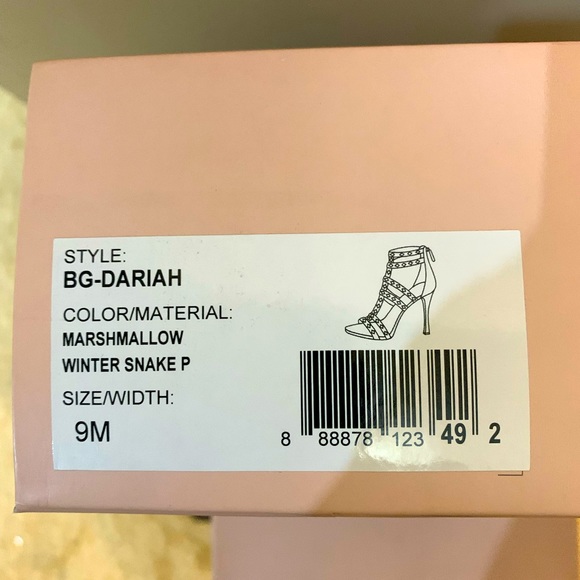 STYLE:
BG-DARIAH
COLOR/MATERIAL:
MARSHMALLOW
WINTER SNAKE P
SIZE/WIDTH:
9M
8 88878 123 49 2